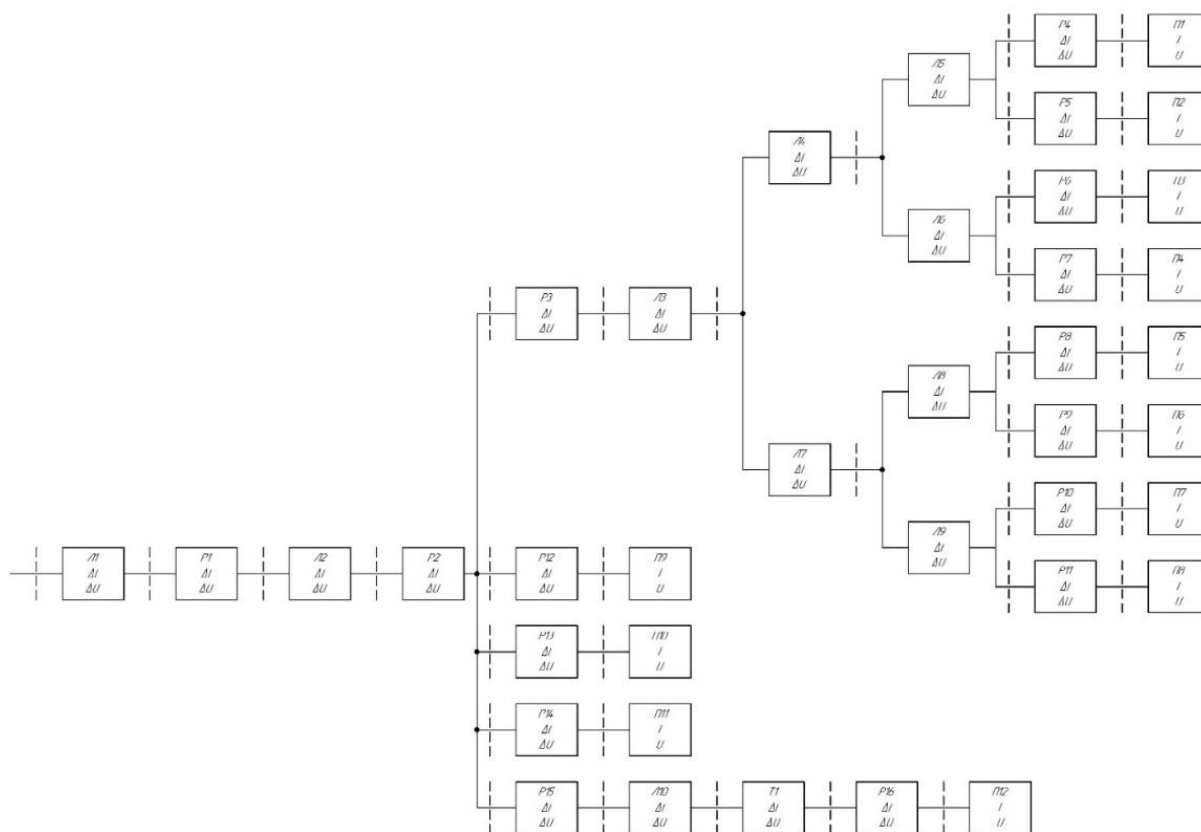 Р4
ΔI
ΔU
П1
I
U
Л5
ΔI
ΔU
Р5
ΔI
ΔU
П2
I
U
Л4
ΔI
ΔU
Р6
ΔI
ΔU
П3
I
U
Л6
ΔI
ΔU
Р7
ΔI
ΔU
П4
I
U
Р3
ΔI
ΔU
Л3
ΔI
ΔU
Р8
ΔI
ΔU
П5
I
U
Л8
ΔI
ΔU
Р9
ΔI
ΔU
П6
I
U
Л7
ΔI
ΔU
Р10
ΔI
ΔU
П7
I
U
Л9
ΔI
ΔU
Л1
ΔI
ΔU
Р1
ΔI
ΔU
Л2
ΔI
ΔU
Р2
ΔI
ΔU
Р12
ΔI
ΔU
П9
I
U
Р11
ΔI
ΔU
П8
I
U
Р13
ΔI
ΔU
П10
I
U
Р14
ΔI
ΔU
П11
I
U
Р15
ΔI
ΔU
Л10
ΔI
ΔU
Т1
ΔI
ΔU
Р16
ΔI
ΔU
П12
I
U